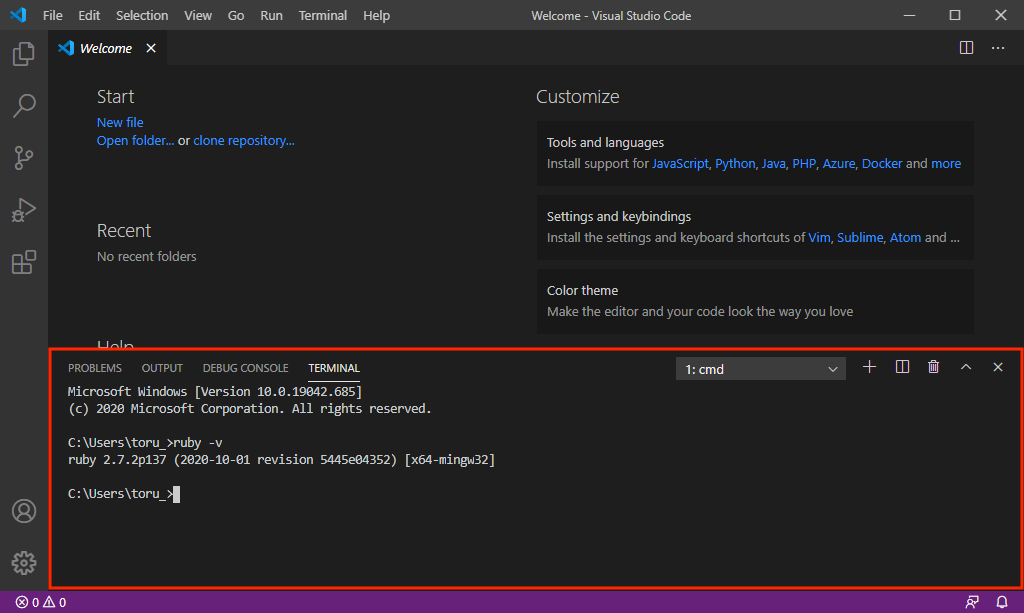 File Edit Selection View Go Run Terminal Help Welcome - Visual Studio Code
Welcome
Start
New file
Open folder... or clone repository...
Recent
No recent folders
Help
Customize
Tools and languages
Install support for JavaScript, Python, Java, PHP, Azure, Docker and more
Settings and keybindings
Install the settings and keyboard shortcuts of Vim, Sublime, Atom and ...
Color theme
Make the editor and your code look the way you love
PROBLEMS OUTPUT DEBUG CONSOLE TERMINAL 1: cmd
Microsoft Windows [Version 10.0.19042.685]
(c) 2020 Microsoft Corporation. All rights reserved.
C:\Users\toru_>ruby -v
ruby 2.7.2p137 (2020-10-01 revision 5445e04352) [x64-mingw32]
C:\Users\toru_>
0 0